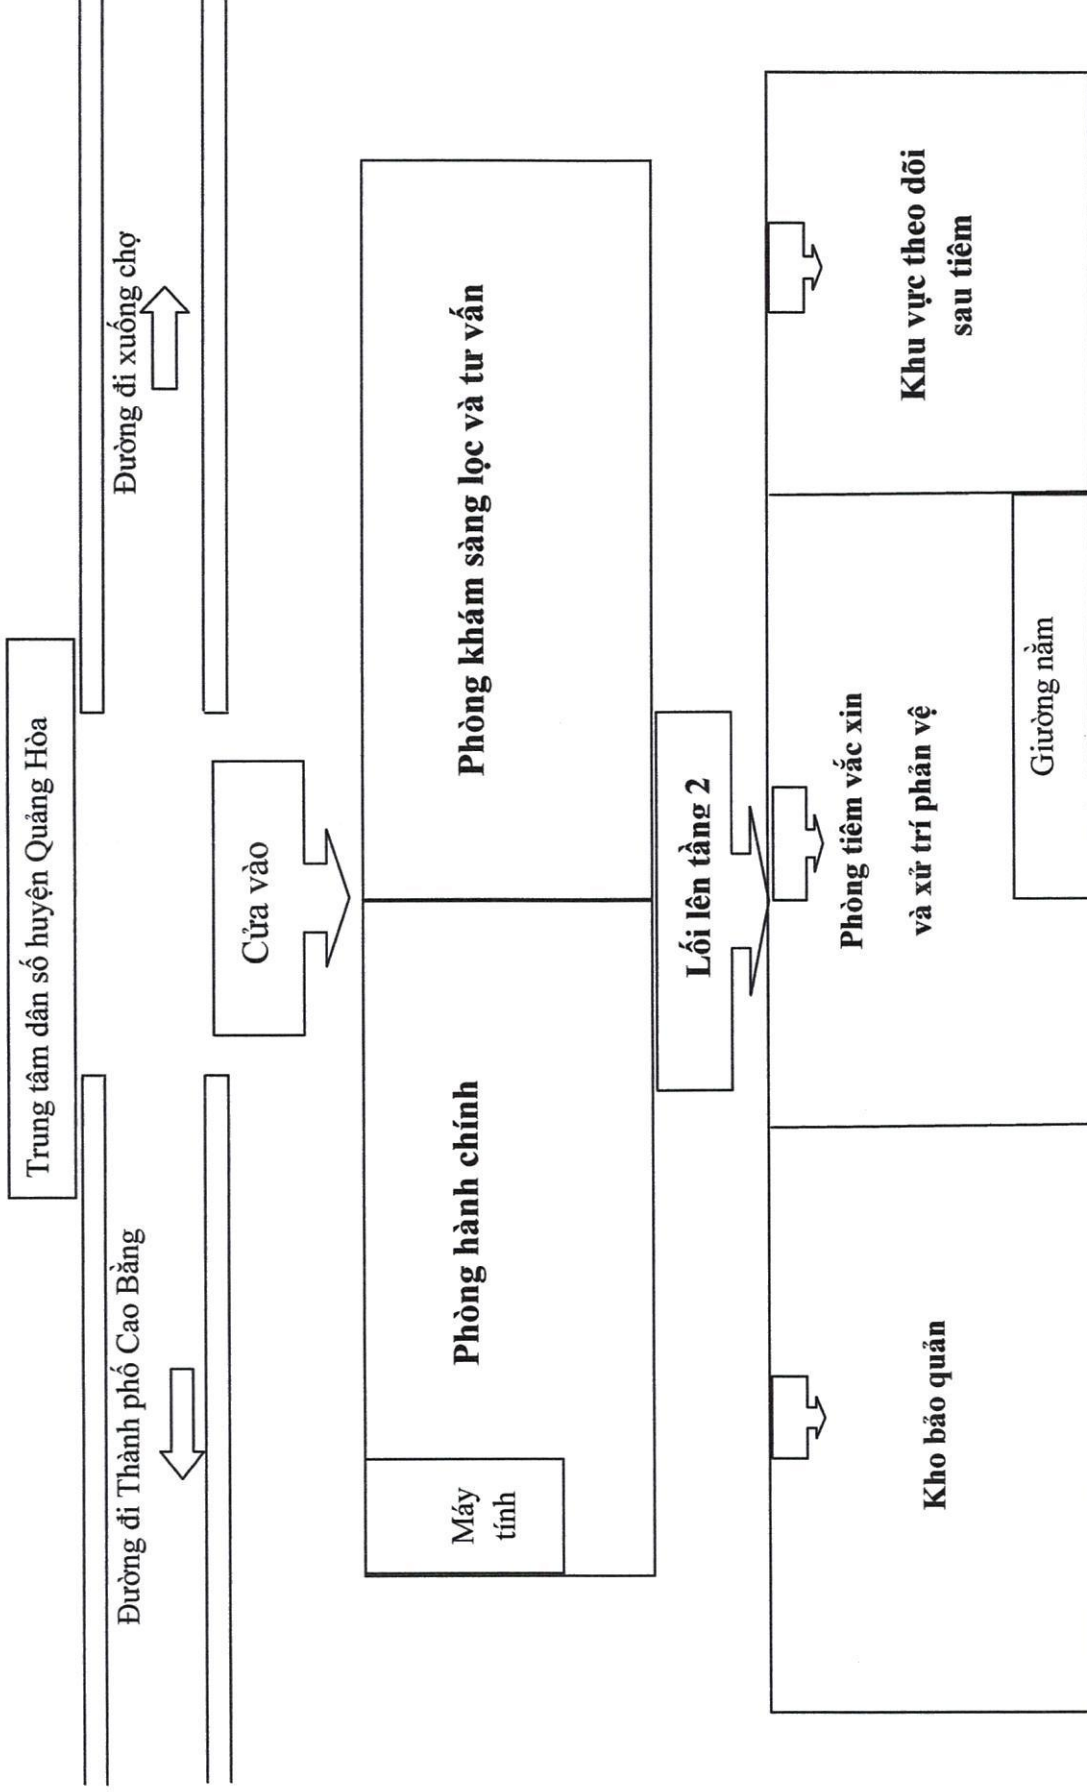 Trung tâm dân số huyện Quảng Hòa
Đường đi Thành phố Cao Bằng
Đường đi xuống chợ
Cửa vào
Máy
tính
Phòng hành chính
Phòng khám sàng lọc và tư vấn
Lối lên tầng 2
Kho bảo quản
Phòng tiêm vắc xin
và xử trí phản vệ
Giường nằm
Khu vực theo dõi
sau tiêm